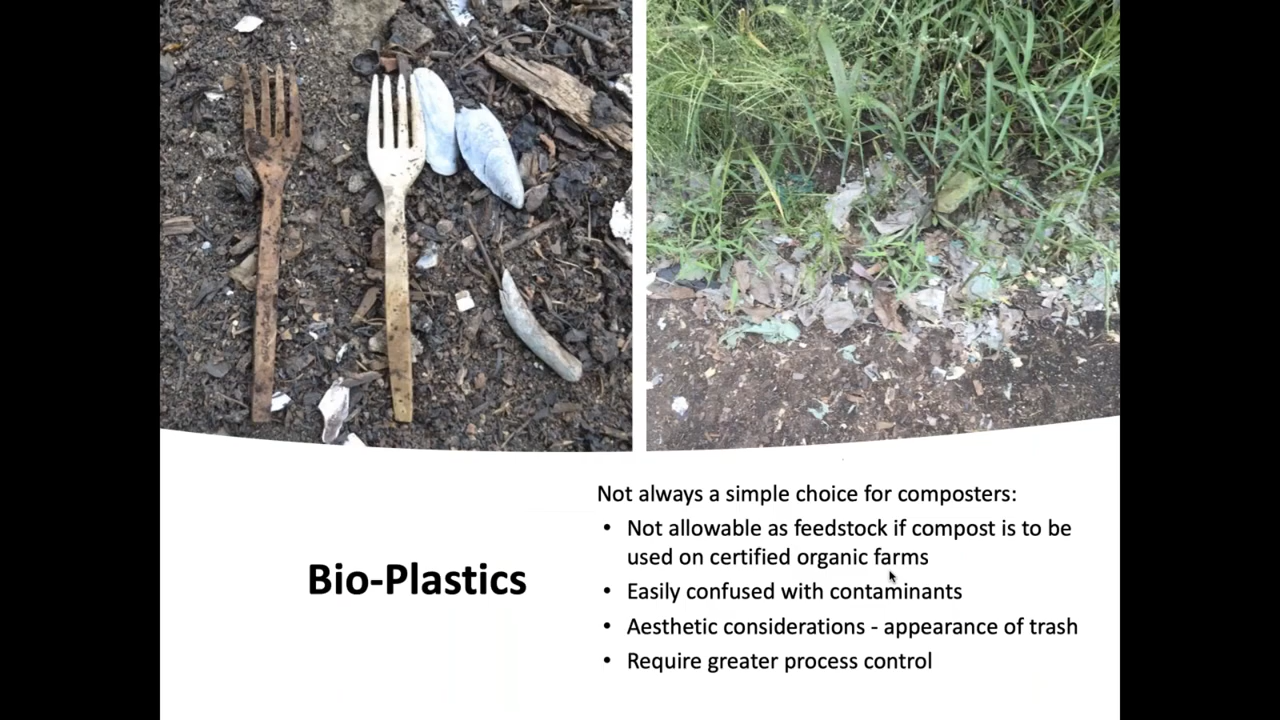 Bio-Plastics
Not always a simple choice for composters:
• Not allowable as feedstock if compost is to be
used on certified organic farms
• Easily confused with contaminants
• Aesthetic considerations - appearance of trash
• Require greater process control